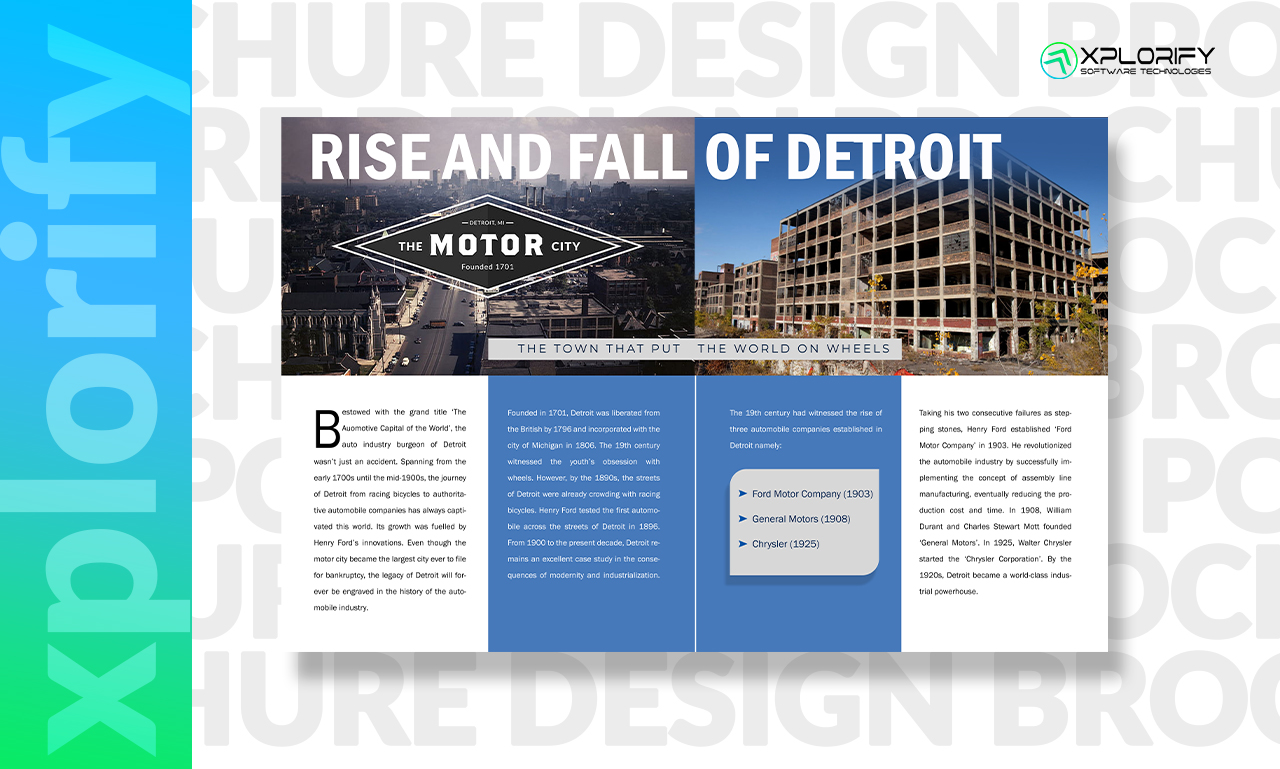 xplorify
CHURE DESIGN BROC
XPLORIFY
SOFTWARE TECHNOLOGIES
RISE AND FALL OF DETROIT
DETROIT, MI
THE MOTOR CITY
Founded 1701
THE TOWN THAT PUT THE WORLD ON WHEELS
Bestowed with the grand title 'The
Auomotive Capital of the World', the
auto industry burgeon of Detroit
wasn't just an accident. Spanning from the
early 1700s until the mid-1900s, the journey
of Detroit from racing bicycles to authorita-
tive automobile companies has always capti-
vated this world. Its growth was fuelled by
Henry Ford's innovations. Even though the
motor city became the largest city ever to file
for bankruptcy, the legacy of Detroit will for-
ever be engraved in the history of the auto-
mobile industry.
Founded in 1701, Detroit was liberated from
the British by 1796 and incorporated with the
city of Michigan in 1806. The 19th century
witnessed the youth's obsession with
wheels. However, by the 1890s, the streets
of Detroit were already crowding with racing
bicycles. Henry Ford tested the first automo-
bile across the streets of Detroit in 1896.
From 1900 to the present decade, Detroit re-
mains an excellent case study in the conse-
quences of modernity and industrialization.
The 19th century had witnessed the rise of
three automobile companies established in
Detroit namely:
➤ Ford Motor Company (1903)
➤ General Motors (1908)
➤ Chrysler (1925)
Taking his two consecutive failures as step-
ping stones, Henry Ford established 'Ford
Motor Company' in 1903. He revolutionized
the automobile industry by successfully im-
plementing the concept of assembly line
manufacturing, eventually reducing the pro-
duction cost and time. In 1908, William
Durant and Charles Stewart Mott founded
'General Motors'. In 1925, Walter Chrysler
started the 'Chrysler Corporation'. By the
1920s, Detroit became a world-class indus-
trial powerhouse.
CHURE DESIGN BROC